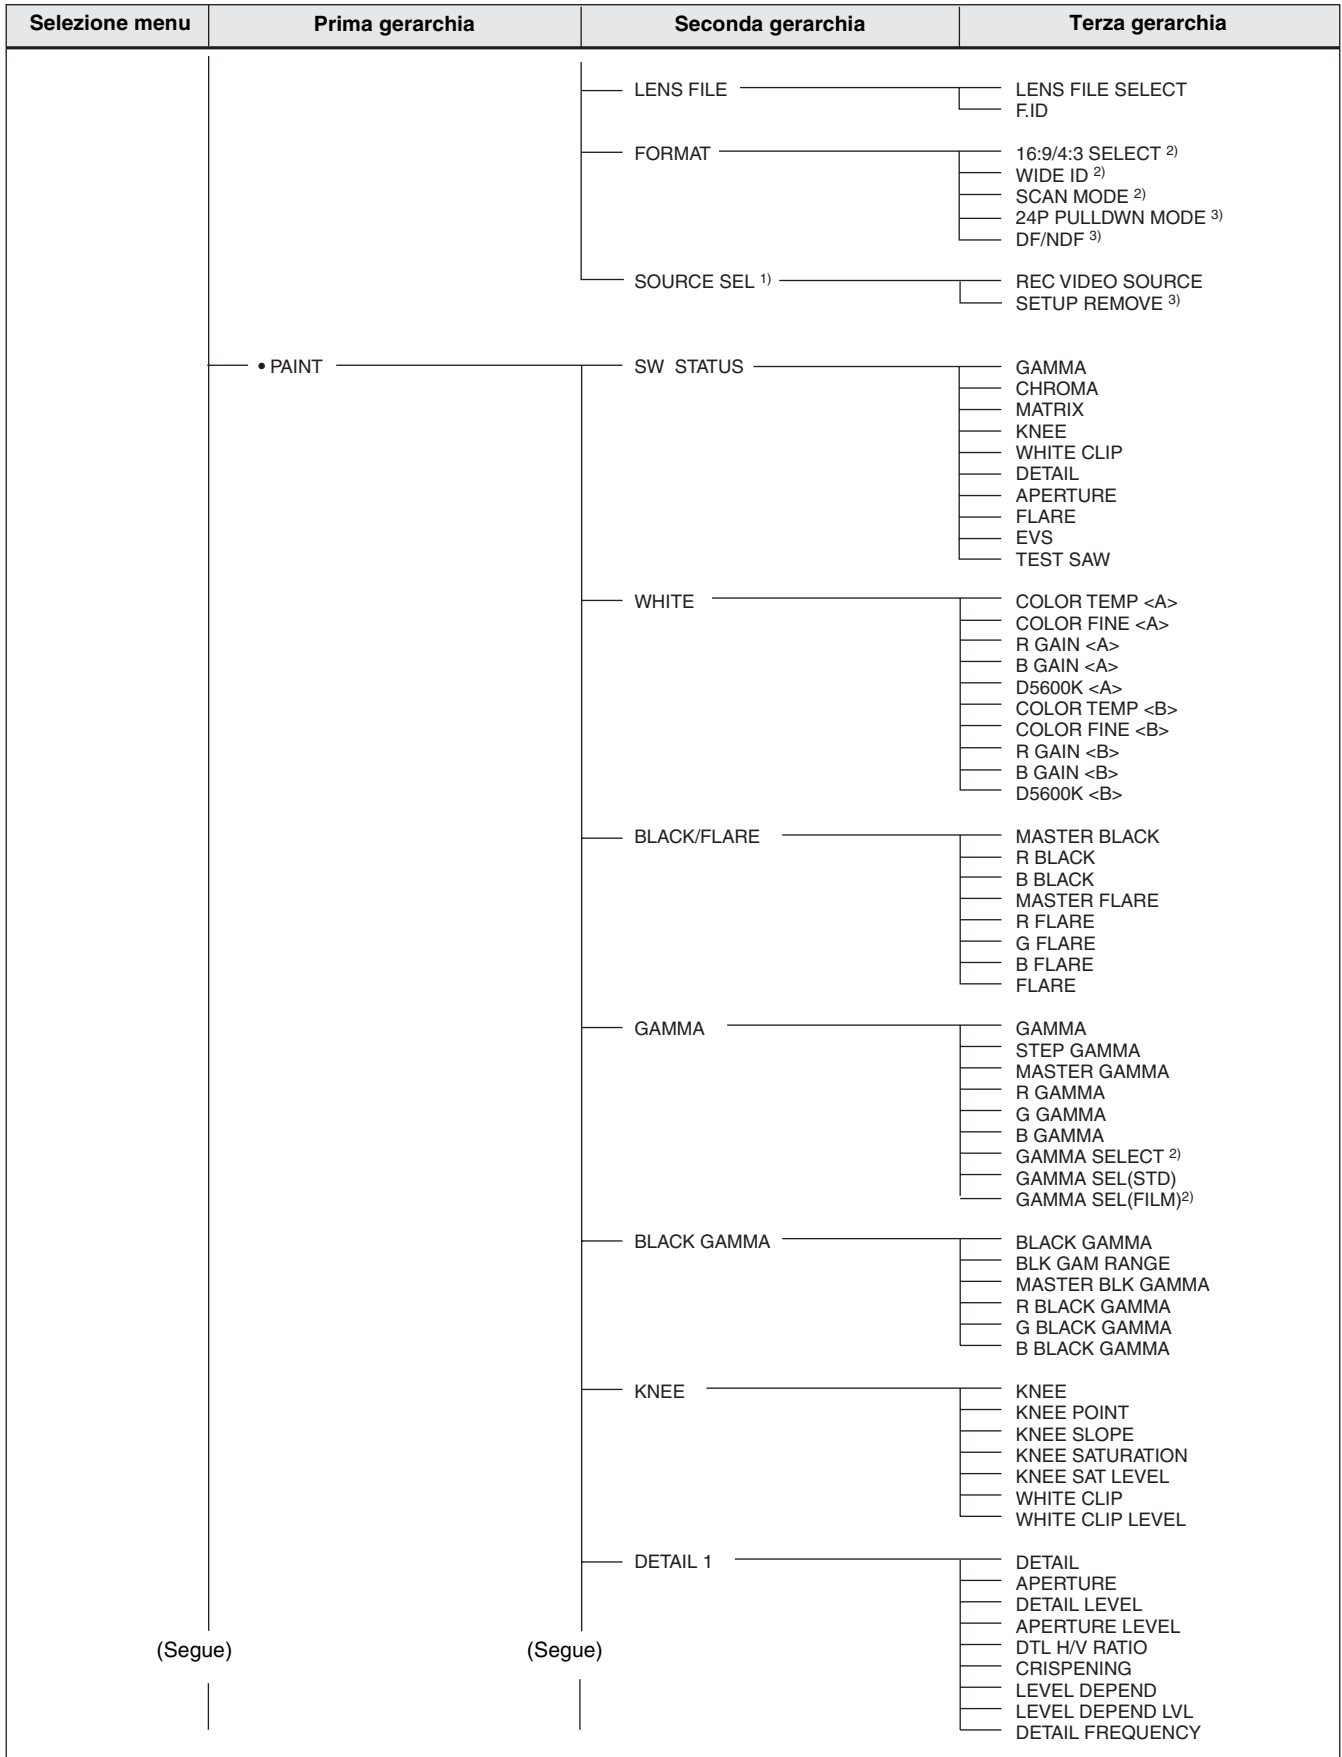 Selezione menu Prima gerarchia Seconda gerarchia Terza gerarchia
LENS FILE LENS FILE SELECT
F.ID
FORMAT 16:9/4:3 SELECT 2)
WIDE ID 2)
SCAN MODE 2)
24P PULLDWN MODE 3)
DF/NDF 3)
SOURCE SEL 1) REC VIDEO SOURCE
SETUP REMOVE 3)
• PAINT SW STATUS GAMMA
CHROMA
MATRIX
KNEE
WHITE CLIP
DETAIL
APERTURE
FLARE
EVS
TEST SAW
WHITE COLOR TEMP <A>
COLOR FINE <A>
R GAIN <A>
B GAIN <A>
D5600K <A>
COLOR TEMP <B>
COLOR FINE <B>
R GAIN <B>
B GAIN <B>
D5600K <B>
BLACK/FLARE MASTER BLACK
R BLACK
B BLACK
MASTER FLARE
R FLARE
G FLARE
B FLARE
FLARE
GAMMA GAMMA
STEP GAMMA
MASTER GAMMA
R GAMMA
G GAMMA
B GAMMA
GAMMA SELECT 2)
GAMMA SEL(STD)
GAMMA SEL(FILM)2)
BLACK GAMMA BLACK GAMMA
BLK GAM RANGE
MASTER BLK GAMMA
R BLACK GAMMA
G BLACK GAMMA
B BLACK GAMMA
KNEE KNEE
KNEE POINT
KNEE SLOPE
KNEE SATURATION
KNEE SAT LEVEL
WHITE CLIP
WHITE CLIP LEVEL
DETAIL 1 DETAIL
APERTURE
DETAIL LEVEL
APERTURE LEVEL
(Segue) (Segue) DTL H/V RATIO
CRISPENING
LEVEL DEPEND
LEVEL DEPEND LVL
DETAIL FREQUENCY